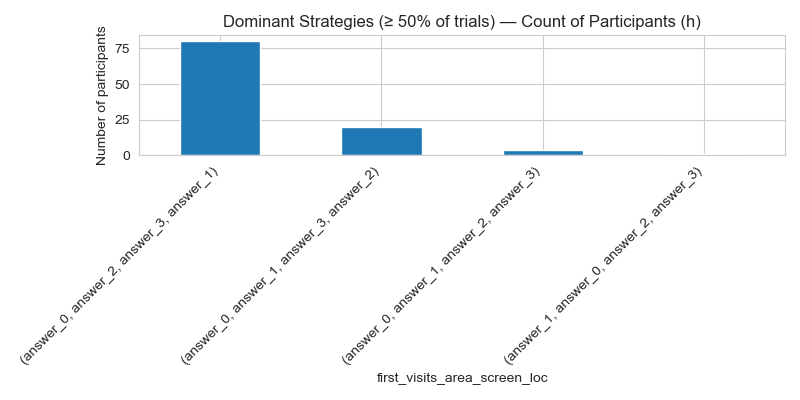 Dominant Strategies (≥ 50% of trials) — Count of Participants (h)
Number of participants
75
50
25
0
(answer_0, answer_2, answer_3, answer_1)
(answer_0, answer_1, answer_3, answer_2)
(answer_0, answer_1, answer_2, answer_3)
(answer_1, answer_0, answer_2, answer_3)
first_visits_area_screen_loc